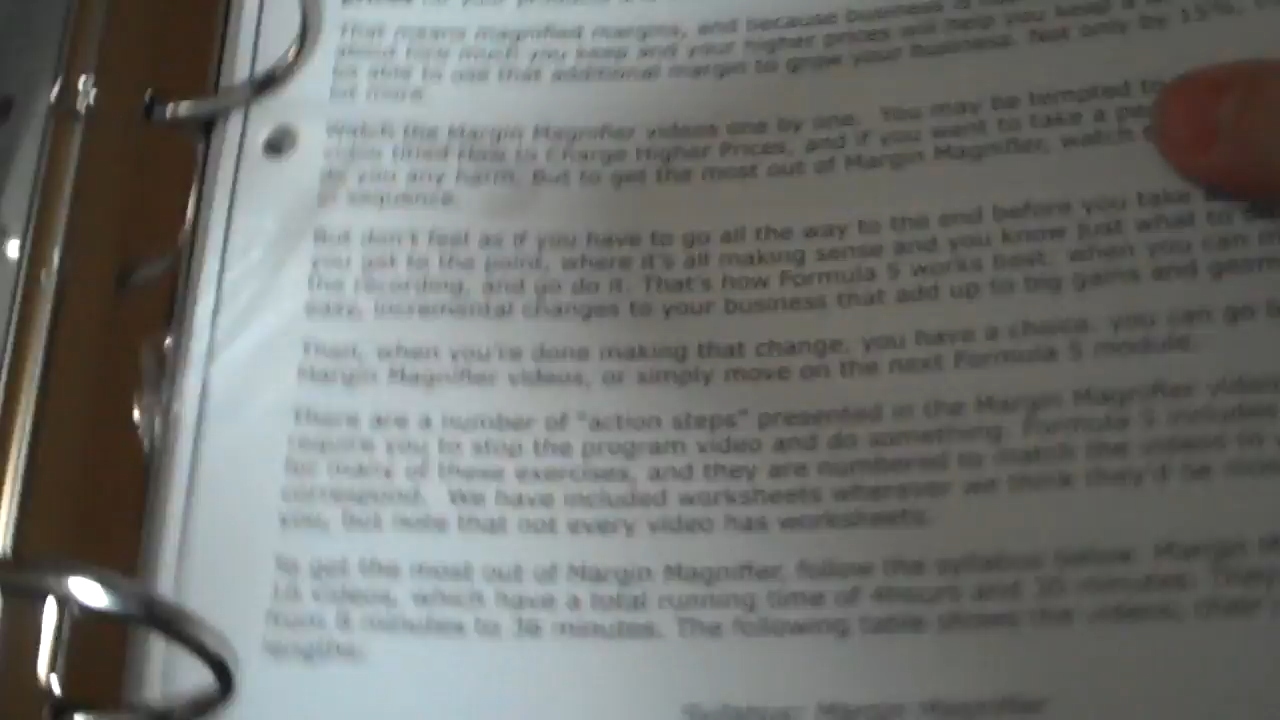 That means magnified margins, and because business is
about how much you keep and your higher prices will help you keep a
be able to use that additional margin to grow your business. Not only by 15%,
lot more.
Watch the Margin Magnifier videos one by one. You may be tempted to
video titled How to Charge Higher Prices, and if you want to take a
do you any harm. But to get the most out of Margin Magnifier, watch
in sequence.
But don't feel as if you have to go all the way to the end before you take
you get to the point, where it's all making sense and you know just what to
the recording, and go do it. That's how Formula 5 works best: when you can
easy, incremental changes to your business that add up to big gains and
Then, when you're done making that change, you have a choice: you can go
Margin Magnifier videos, or simply move on the next Formula 5 module.
There are a number of "action steps" presented in the Margin Magnifier
require you to stop the program video and do something. Formula 5 includes
for many of these exercises, and they are numbered to match the videos to
correspond. We have included worksheets wherever we think they'd be
you, but note that not every video has worksheets.
To get the most out of Margin Magnifier, follow the syllabus below. Margin
videos, which have a total running time of 4hours and minutes. They
from 8 minutes to minutes. The following table shows the videos, their
lengths.
Syllabus: Margin Magnifier